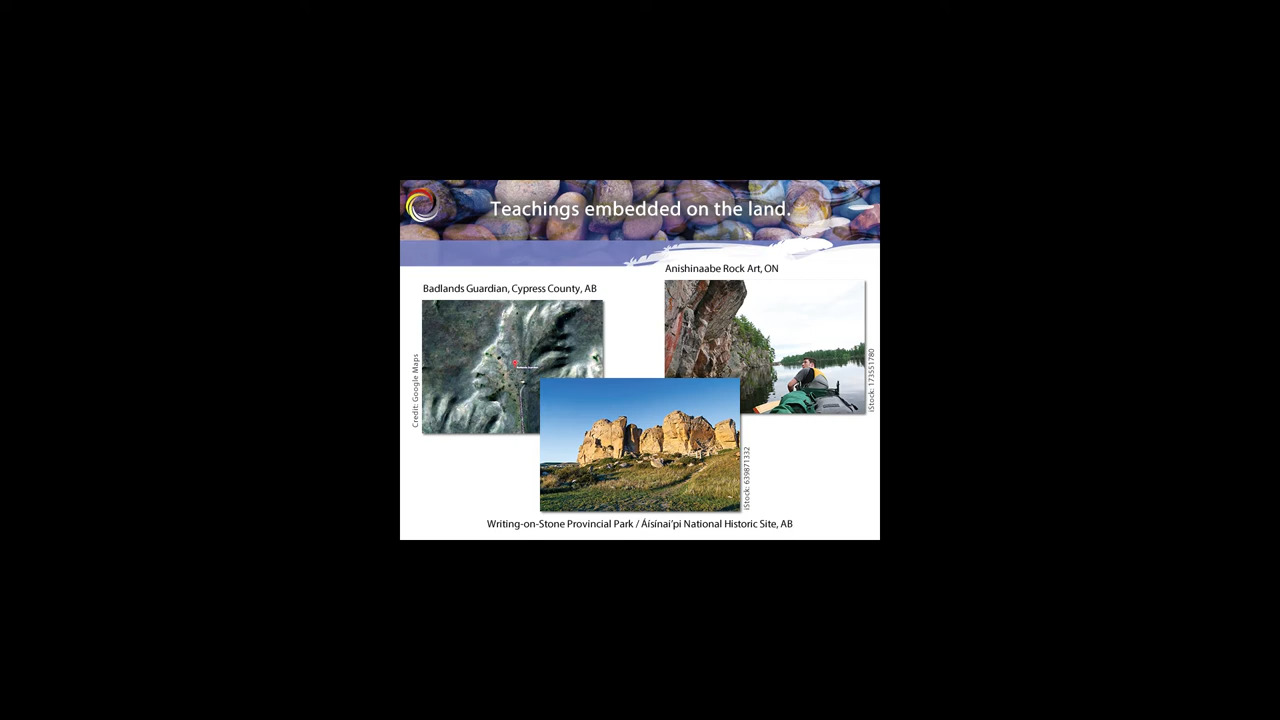 Teachings embedded on the land.
Anishinaabe Rock Art, ON
Badlands Guardian, Cypress County, AB
Credit: Google Maps
iStock: 173551780
iStock: 639871332
Writing-on-Stone Provincial Park / Áísínai'pi National Historic Site, AB